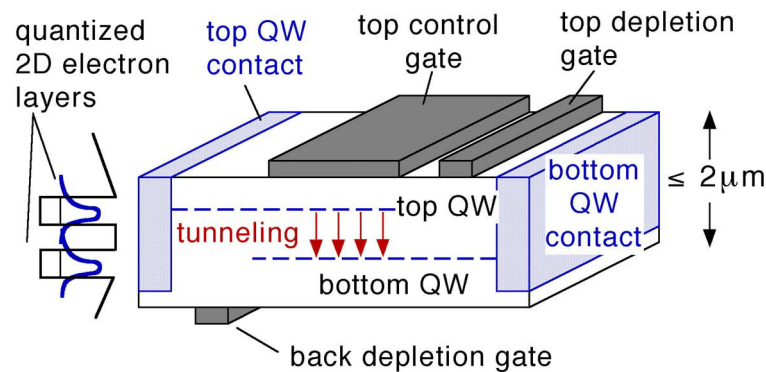 quantized
2D electron
layers
top QW
contact
top control
gate
top depletion
gate
top QW
tunneling
bottom QW
bottom
QW
contact
≤ 2μm
back depletion gate